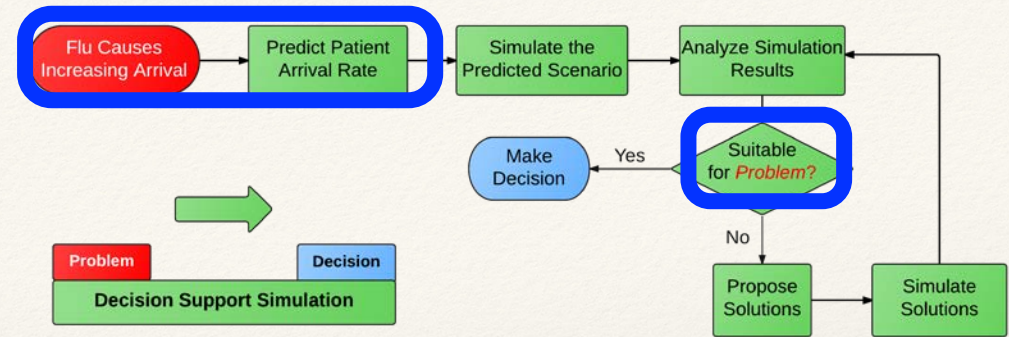 Flu Causes
Increasing Arrival
Predict Patient
Arrival Rate
Simulate the
Predicted Scenario
Analyze Simulation
Results
Make
Decision
Yes
Suitable
for Problem?
No
Problem
Decision
Decision Support Simulation
Propose
Solutions
Simulate
Solutions